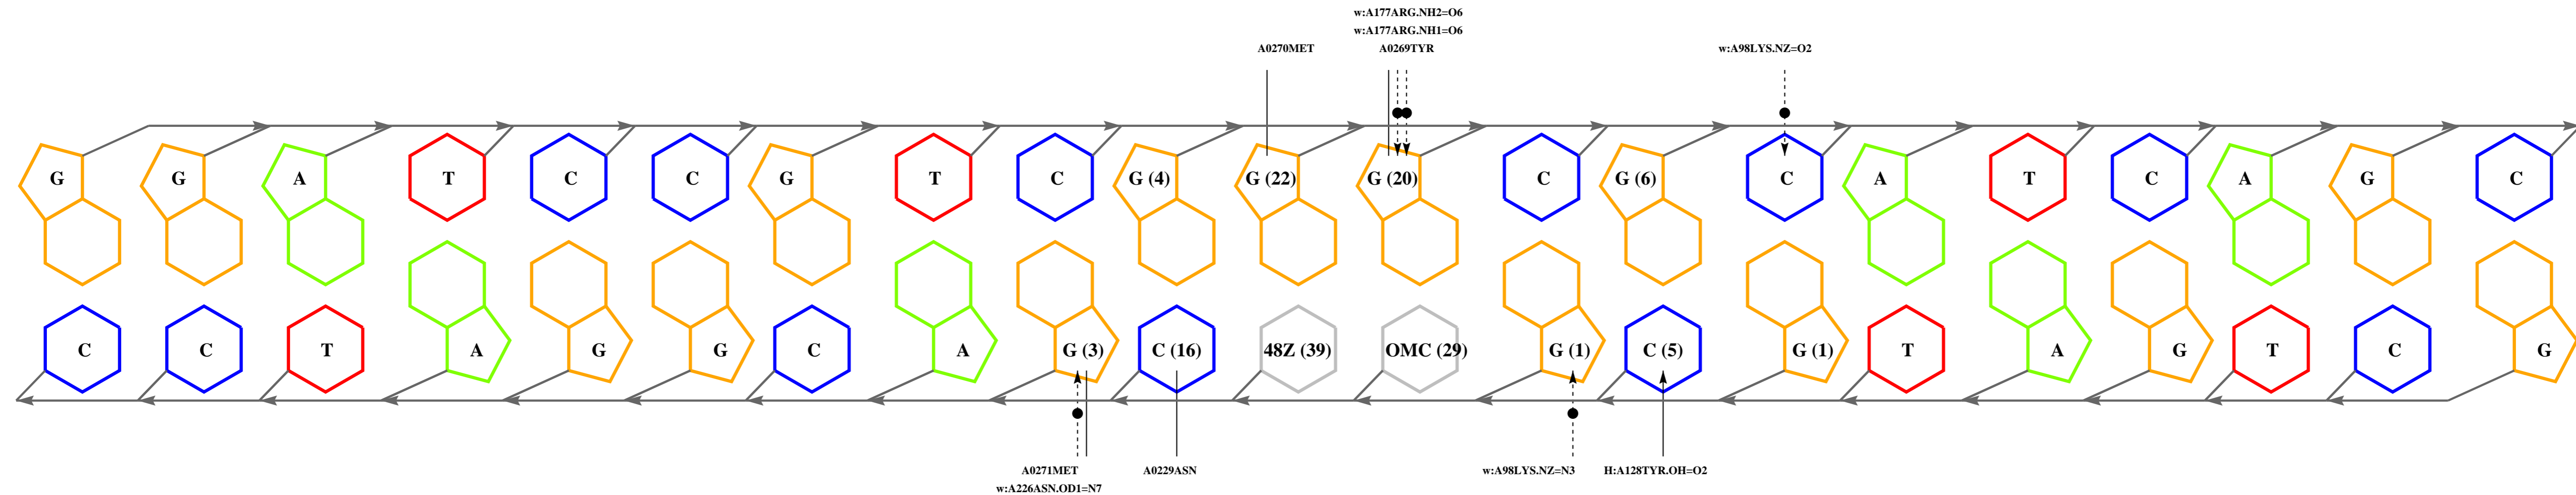 w:A177ARG.NH2=O6
w:A177ARG.NH1=O6
A0270MET A0269TYR w:A98LYS.NZ=O2
G G A T C C G T C G (4) G (22) G (20) C G (6) C A T C A G C
C C T A G G C A G (3) C (16) 48Z (39) OMC (29) G (1) C (5) G (1) T A G T C G
A0271MET A0229ASN w:A98LYS.NZ=N3 H:A128TYR.OH=O2
w:A226ASN.OD1=N7